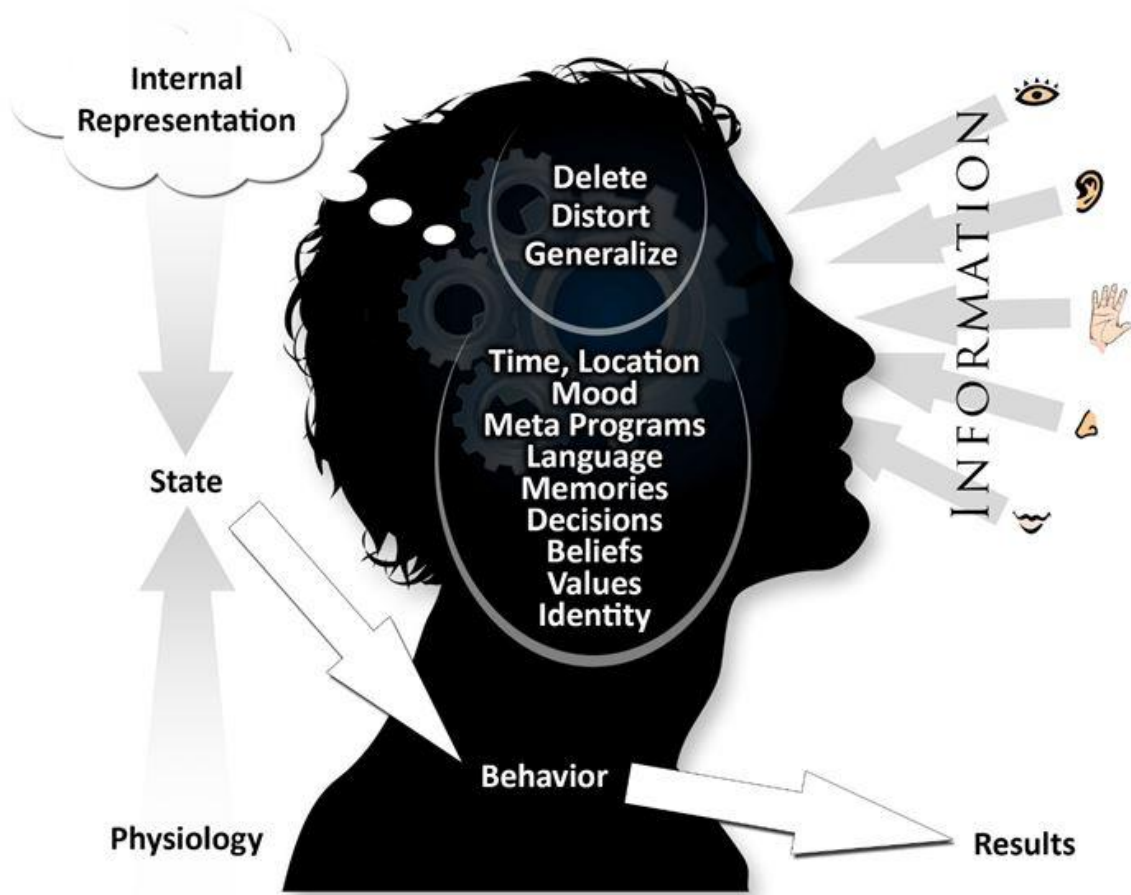 Internal
Representation
Delete
Distort
Generalize
Time, Location
Mood
Meta Programs
Language
Memories
Decisions
Beliefs
Values
Identity
INFORMATION
State
Behavior
Physiology
Results